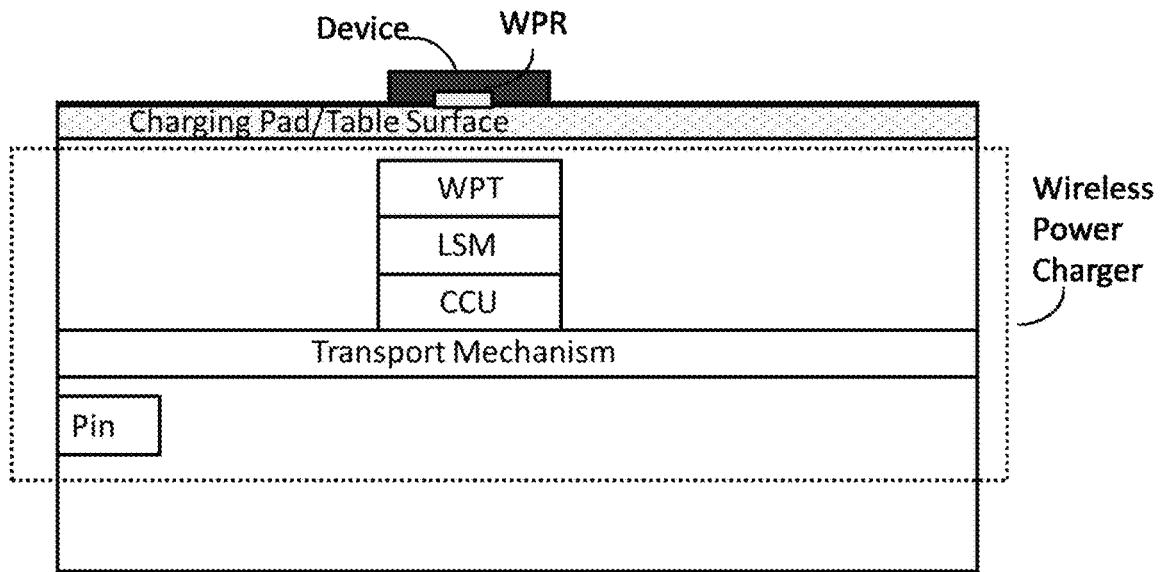 Device
WPR
Charging Pad/Table Surface
WPT
LSM
CCU
Wireless
Power
Charger
Transport Mechanism
Pin